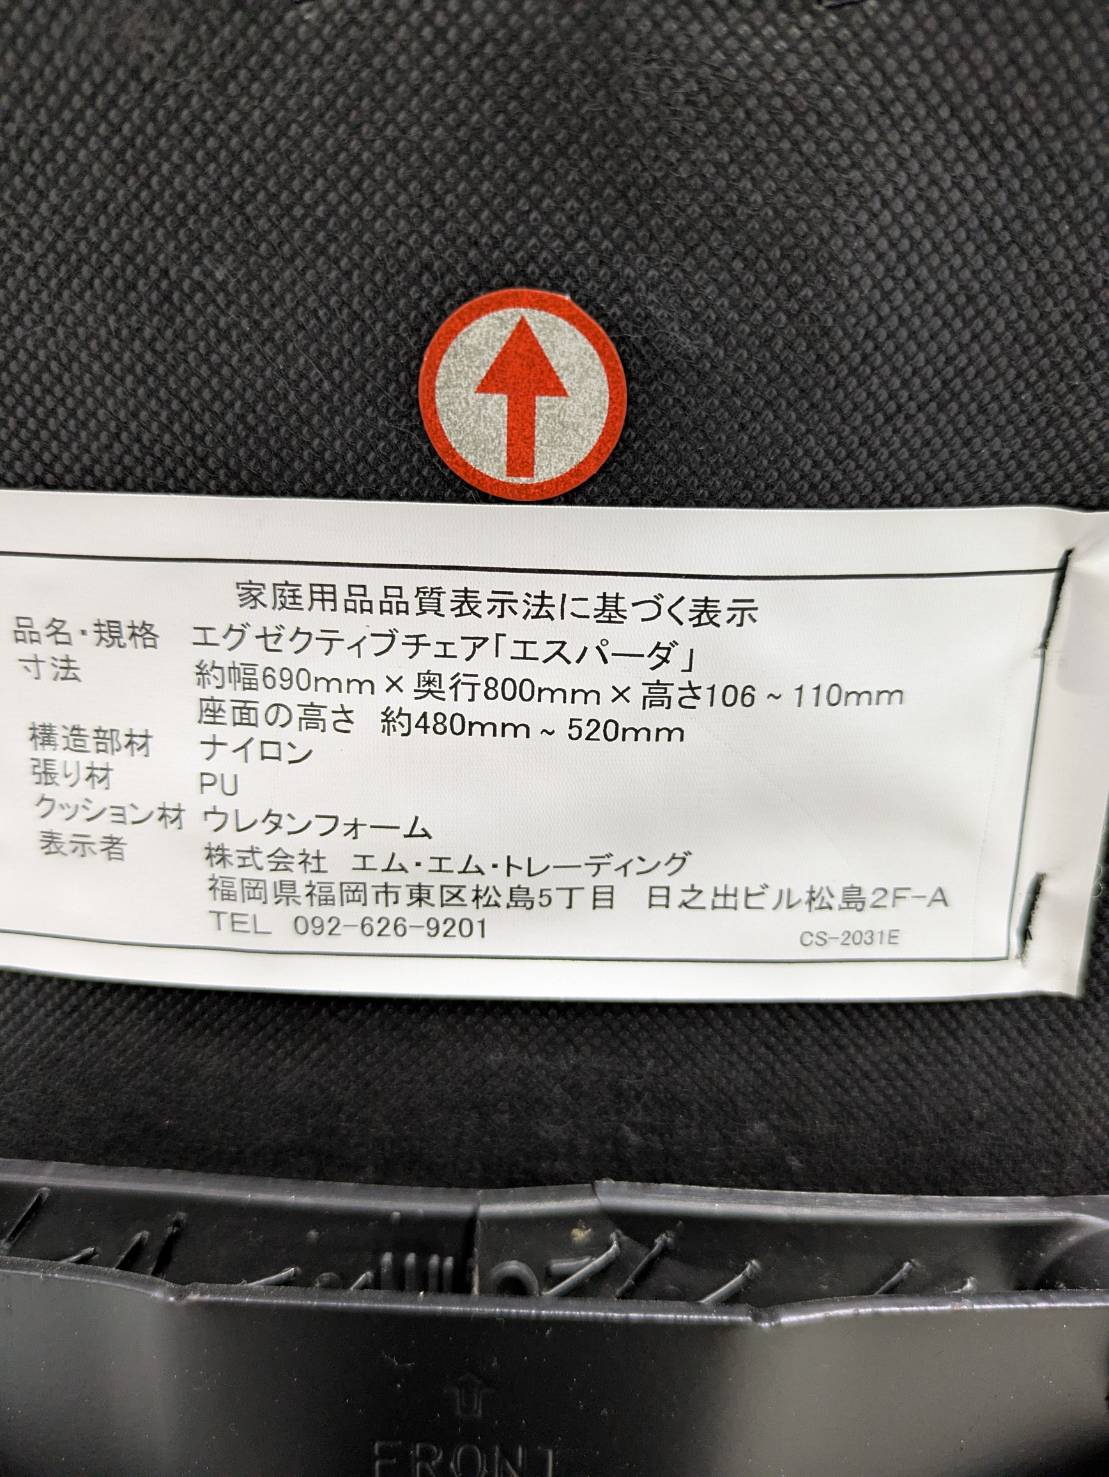 家庭用品品質表示法に基づく表示
品名・規格 エグゼクティブチェア「エスパーダ」
寸法 約幅690mm×奥行800mm×高さ106~110mm
座面の高さ 約480mm~520mm
構造部材 ナイロン
張り材 PU
クッション材 ウレタンフォーム
表示者 株式会社 エム・エム・トレーディング
福岡県福岡市東区松島5丁目 日之出ビル松島2F-A
TEL 092-626-9201 CS-2031E
FRONT